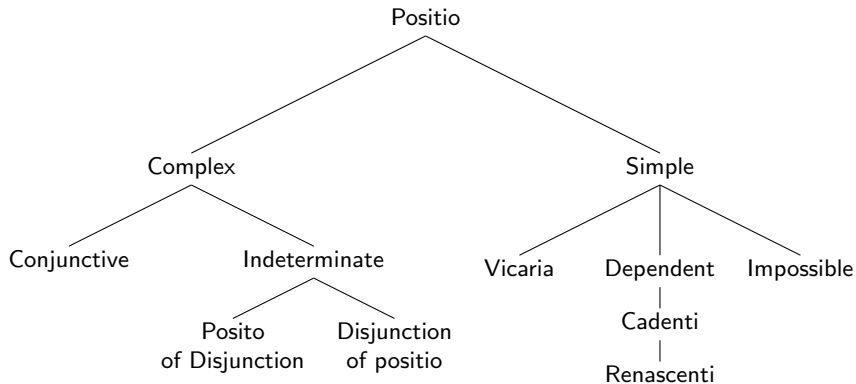 Positio
Complex
Simple
Conjunctive
Indeterminate
Vicaria
Dependent
Impossible
Posito
of Disjunction
Disjunction
of positio
Cadenti
Renascenti